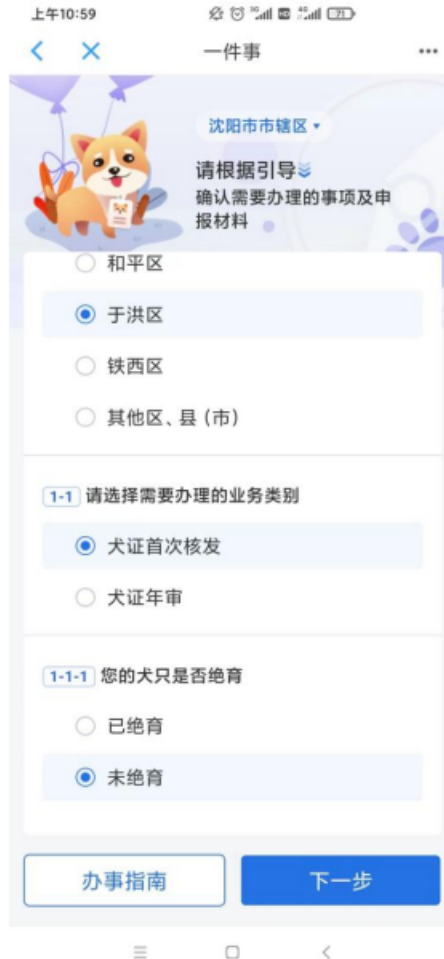 上午10:59
71
一件事
沈阳市市辖区
请根据引导
确认需要办理的事项及申
报材料
和平区
于洪区
铁西区
其他区、县（市）
1-1 请选择需要办理的业务类别
犬证首次核发
犬证年审
1-1-1 您的犬只是否绝育
已绝育
未绝育
办事指南
下一步